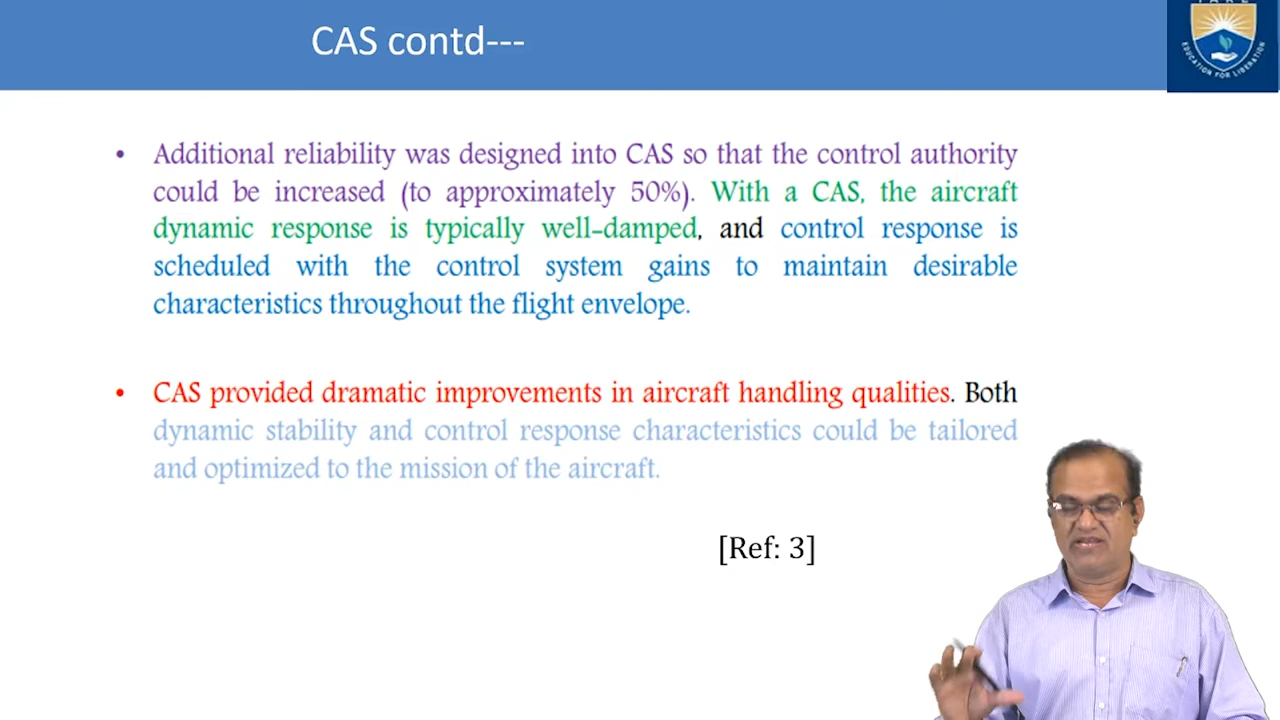 CAS contd---
EDUCATION FOR LIBERATION
• Additional reliability was designed into CAS so that the control authority
could be increased (to approximately 50%). With a CAS, the aircraft
dynamic response is typically well-damped, and control response is
scheduled with the control system gains to maintain desirable
characteristics throughout the flight envelope.
• CAS provided dramatic improvements in aircraft handling qualities. Both
dynamic stability and control response characteristics could be tailored
and optimized to the mission of the aircraft.
[Ref: 3]